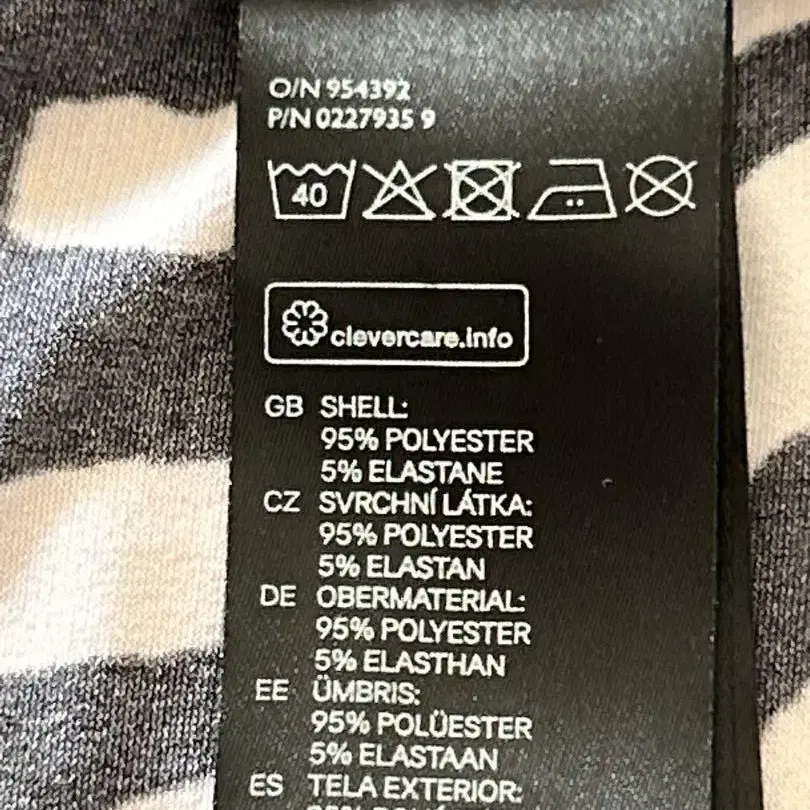 O/N 954392
P/N 0227935 9
40
clevercare.info
GB SHELL:
95% POLYESTER
5% ELASTANE
CZ SVRCHNÍ LÁTKA:
95% POLYESTER
5% ELASTAN
DE OBERMATERIAL:
95% POLYESTER
5% ELASTHAN
EE ÜMBRIS:
95% POLÜESTER
5% ELASTAAN
ES TELA EXTERIOR: